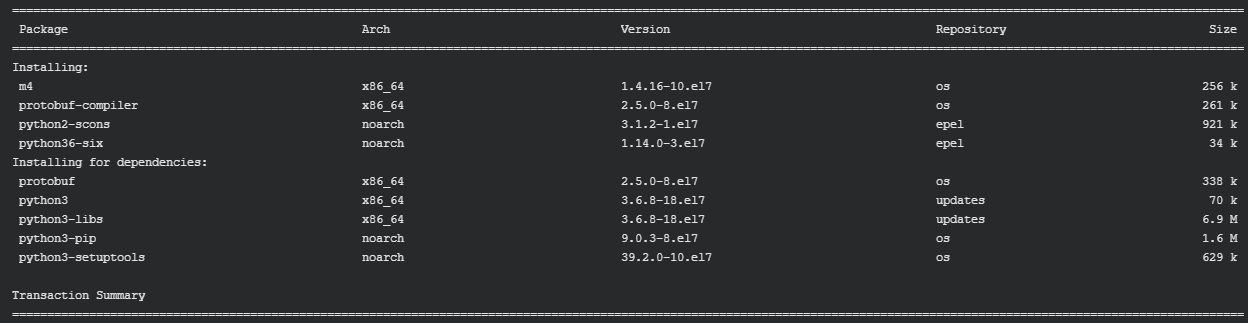 Package Arch Version Repository Size
Installing:
m4 x86_64 1.4.16-10.el7 os 256 k
protobuf-compiler x86_64 2.5.0-8.el7 os 261 k
python2-scons noarch 3.1.2-1.el7 epel 921 k
python36-six noarch 1.14.0-3.el7 epel 34 k
Installing for dependencies:
protobuf x86_64 2.5.0-8.el7 os 338 k
python3 x86_64 3.6.8-18.el7 updates 70 k
python3-libs x86_64 3.6.8-18.el7 updates 6.9 M
python3-pip noarch 9.0.3-8.el7 os 1.6 M
python3-setuptools noarch 39.2.0-10.el7 os 629 k
Transaction Summary